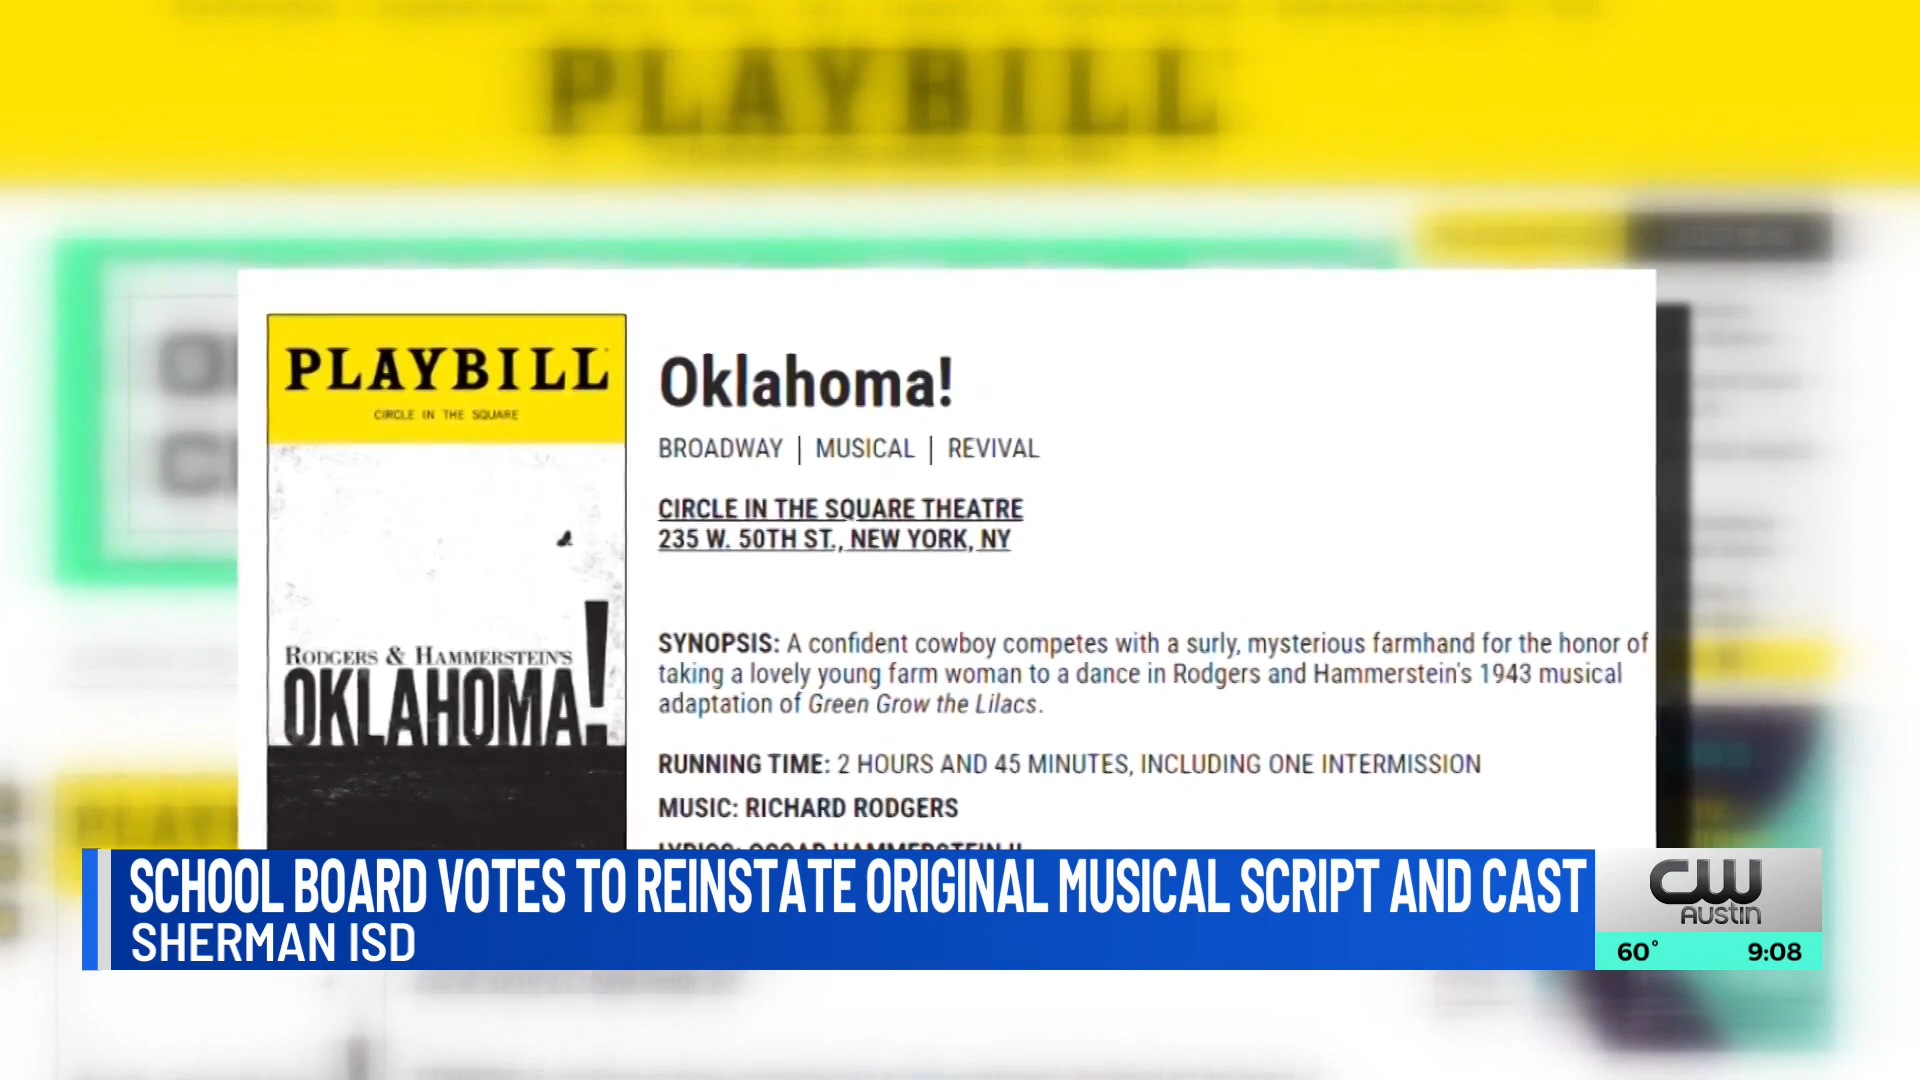 PLAYBILL
PLAYBILL
CIRCLE IN THE SQUARE
RODGERS & HAMMERSTEIN'S
OKLAHOMA!
Oklahoma!
BROADWAY | MUSICAL | REVIVAL
CIRCLE IN THE SQUARE THEATRE
235 W. 50TH ST., NEW YORK, NY
SYNOPSIS: A confident cowboy competes with a surly, mysterious farmhand for the honor of
taking a lovely young farm woman to a dance in Rodgers and Hammerstein's 1943 musical
adaptation of Green Grow the Lilacs.
RUNNING TIME: 2 HOURS AND 45 MINUTES, INCLUDING ONE INTERMISSION
MUSIC: RICHARD RODGERS
LYRICS: OSCAR HAMMERSTEIN II
SCHOOL BOARD VOTES TO REINSTATE ORIGINAL MUSICAL SCRIPT AND CAST
SHERMAN ISD
CW
AUSTIN
60° 9:08